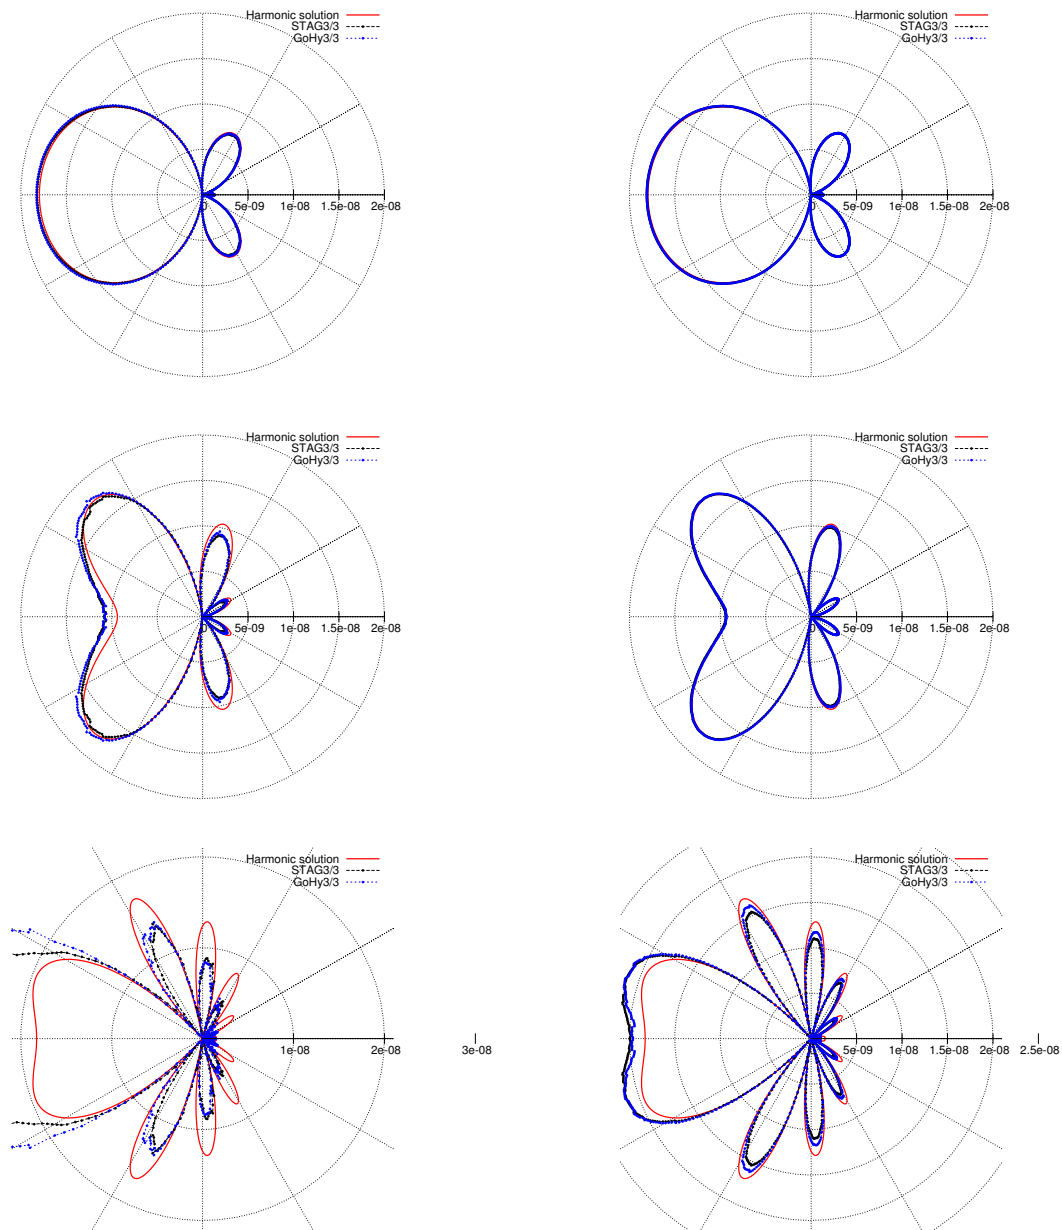 Harmonic solution
STAG3/3
GoHy3/3
0 5e-09 1e-08 1.5e-08 2e-08
Harmonic solution
STAG3/3
GoHy3/3
0 5e-09 1e-08 1.5e-08 2e-08
Harmonic solution
STAG3/3
GoHy3/3
0 5e-09 1e-08 1.5e-08 2e-08
Harmonic solution
STAG3/3
GoHy3/3
0 5e-09 1e-08 1.5e-08 2e-08
Harmonic solution
STAG3/3
GoHy3/3
1e-08 2e-08 3e-08
Harmonic solution
STAG3/3
GoHy3/3
5e-09 1e-08 1.5e-08 2e-08 2.5e-08